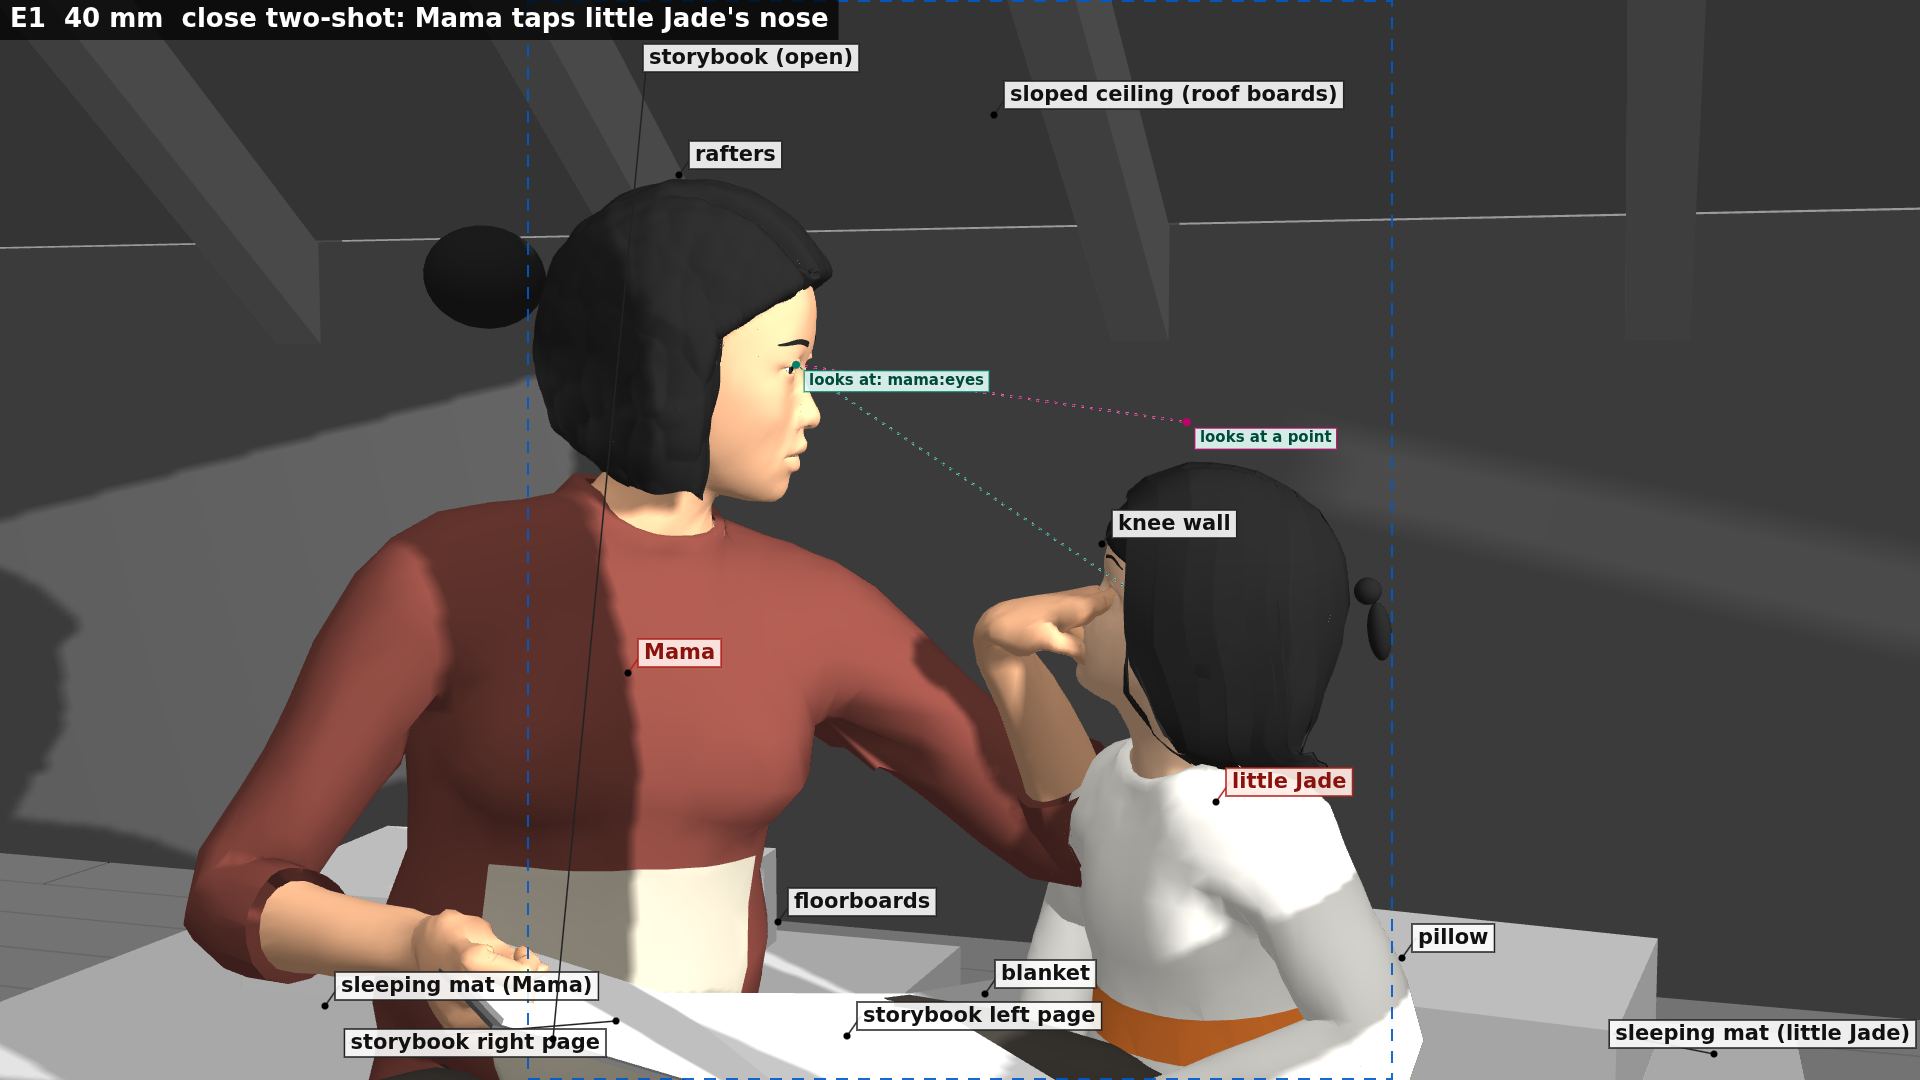 E1 40 mm close two-shot: Mama taps little Jade's nose
storybook (open)
sloped ceiling (roof boards)
rafters
looks at: mama:eyes
looks at a point
knee wall
Mama
little Jade
floorboards
pillow
blanket
sleeping mat (Mama)
storybook left page
sleeping mat (little Jade)
storybook right page